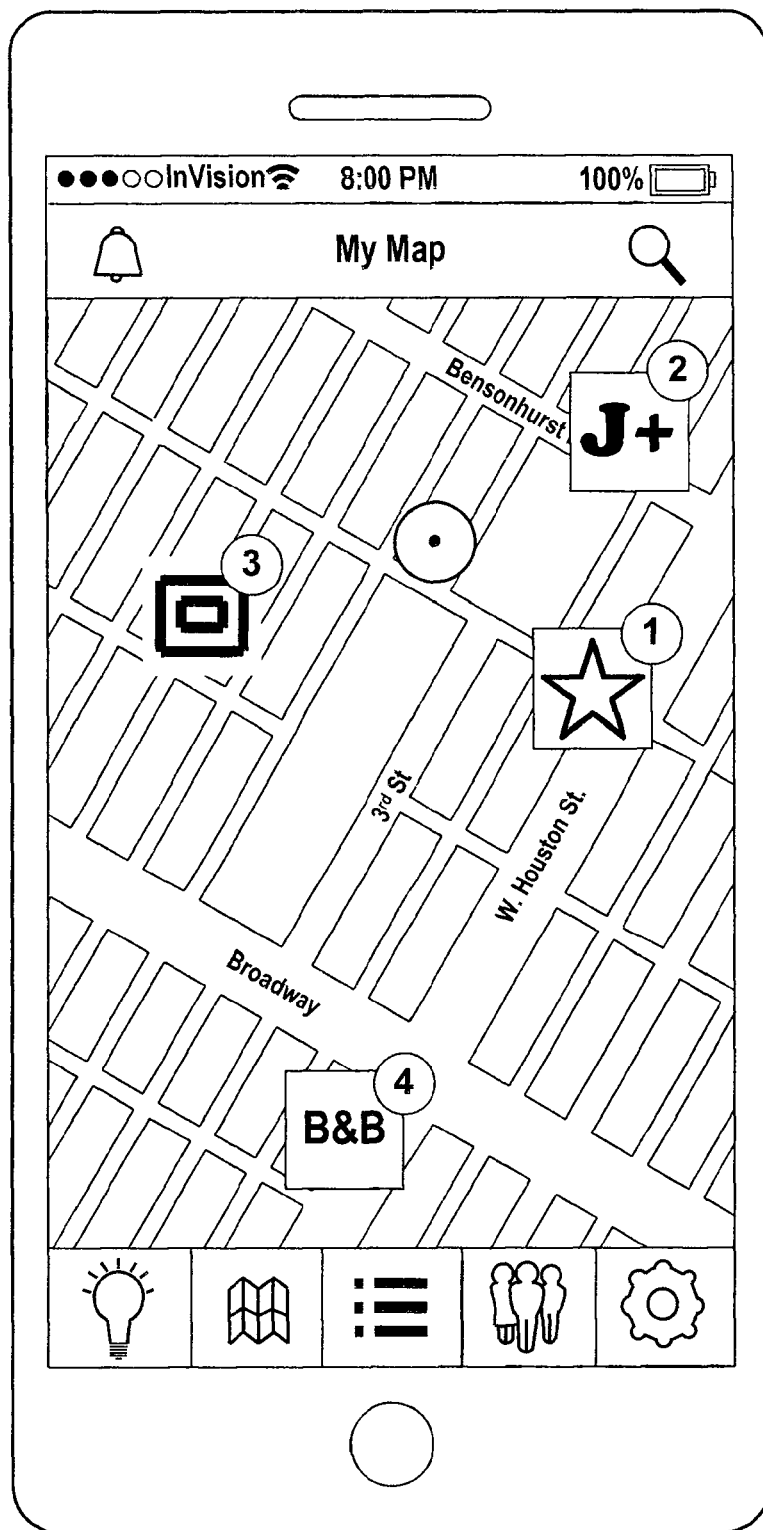 InVision 8:00 PM 100%
My Map
Bensonhurst
2
J+
3
1
3rd St
W. Houston St.
Broadway
4
B&B